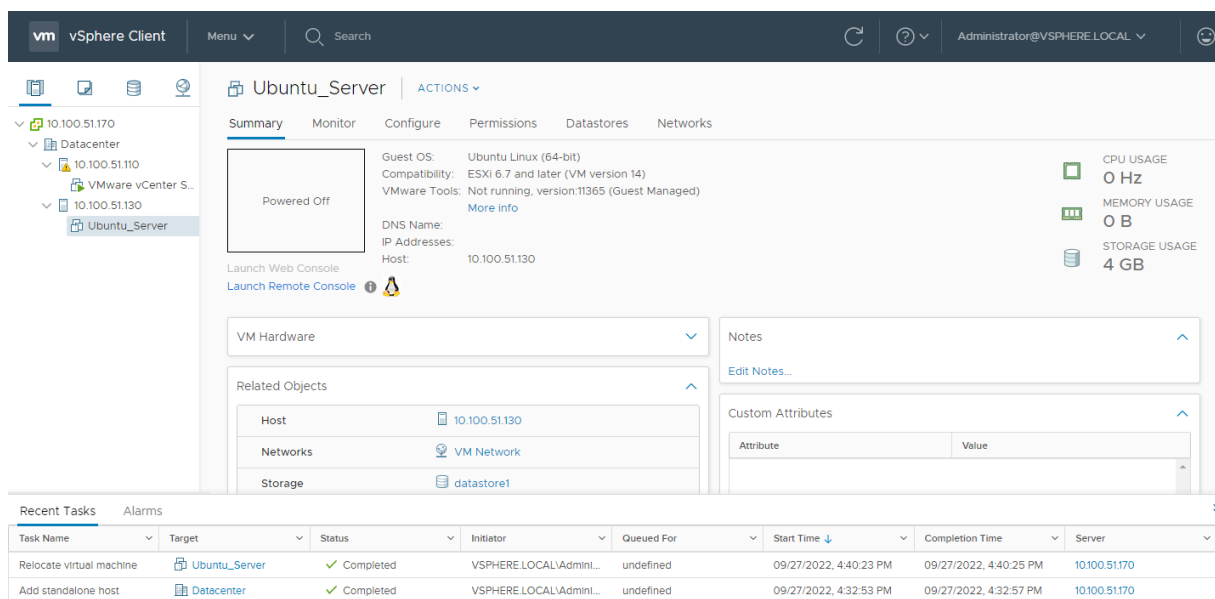 vm vSphere Client Menu Search Administrator@VSPHERE.LOCAL
10.100.51.170
Datacenter
10.100.51.110
VMware vCenter S...
10.100.51.130
Ubuntu_Server
Ubuntu_Server ACTIONS
Summary Monitor Configure Permissions Datastores Networks
Powered Off
Launch Web Console
Launch Remote Console
Guest OS: Ubuntu Linux (64-bit)
Compatibility: ESXi 6.7 and later (VM version 14)
VMware Tools: Not running, version:11365 (Guest Managed)
More info
DNS Name:
IP Addresses:
Host: 10.100.51.130
CPU USAGE
0 Hz
MEMORY USAGE
0 B
STORAGE USAGE
4 GB
VM Hardware
Related Objects
Host 10.100.51.130
Networks VM Network
Storage datastore1
Notes
Edit Notes...
Custom Attributes
Attribute Value
Recent Tasks Alarms
Task Name Target Status Initiator Queued For Start Time Completion Time Server
Relocate virtual machine Ubuntu_Server Completed VSPHERE.LOCAL\Admini... undefined 09/27/2022, 4:40:23 PM 09/27/2022, 4:40:25 PM 10.100.51.170
Add standalone host Datacenter Completed VSPHERE.LOCAL\Admini... undefined 09/27/2022, 4:32:53 PM 09/27/2022, 4:32:57 PM 10.100.51.170